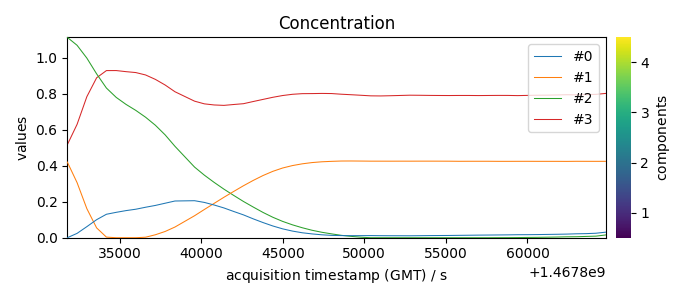 Concentration
values
1.0
0.8
0.6
0.4
0.2
0.0
35000 40000 45000 50000 55000 60000
+1.4678e9
acquisition timestamp (GMT) / s
#0
#1
#2
#3
4
3
2
1
components